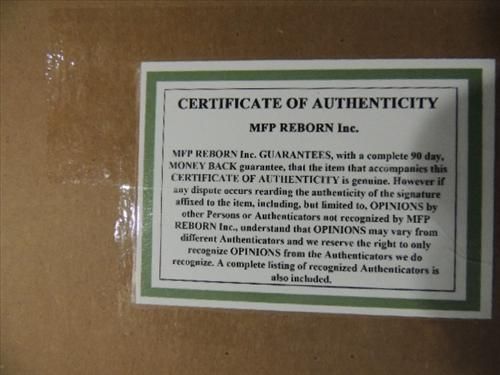 CERTIFICATE OF AUTHENTICITY
MFP REBORN Inc.
MFP REBORN Inc. GUARANTEES, with a complete 90 day,
MONEY BACK guarantee, that the item that accompanies this
CERTIFICATE OF AUTHENTICITY is genuine. However if
any dispute occurs rearding the authenticity of the signature
affixed to the item, including, but limited to, OPINIONS by
other Persons or Authenticators not recognized by MFP
REBORN Inc., understand that OPINIONS may vary from
different Authenticators and we reserve the right to only
recognize OPINIONS from the Authenticators we do
recognize. A complete listing of recognized Authenticators is
also included.